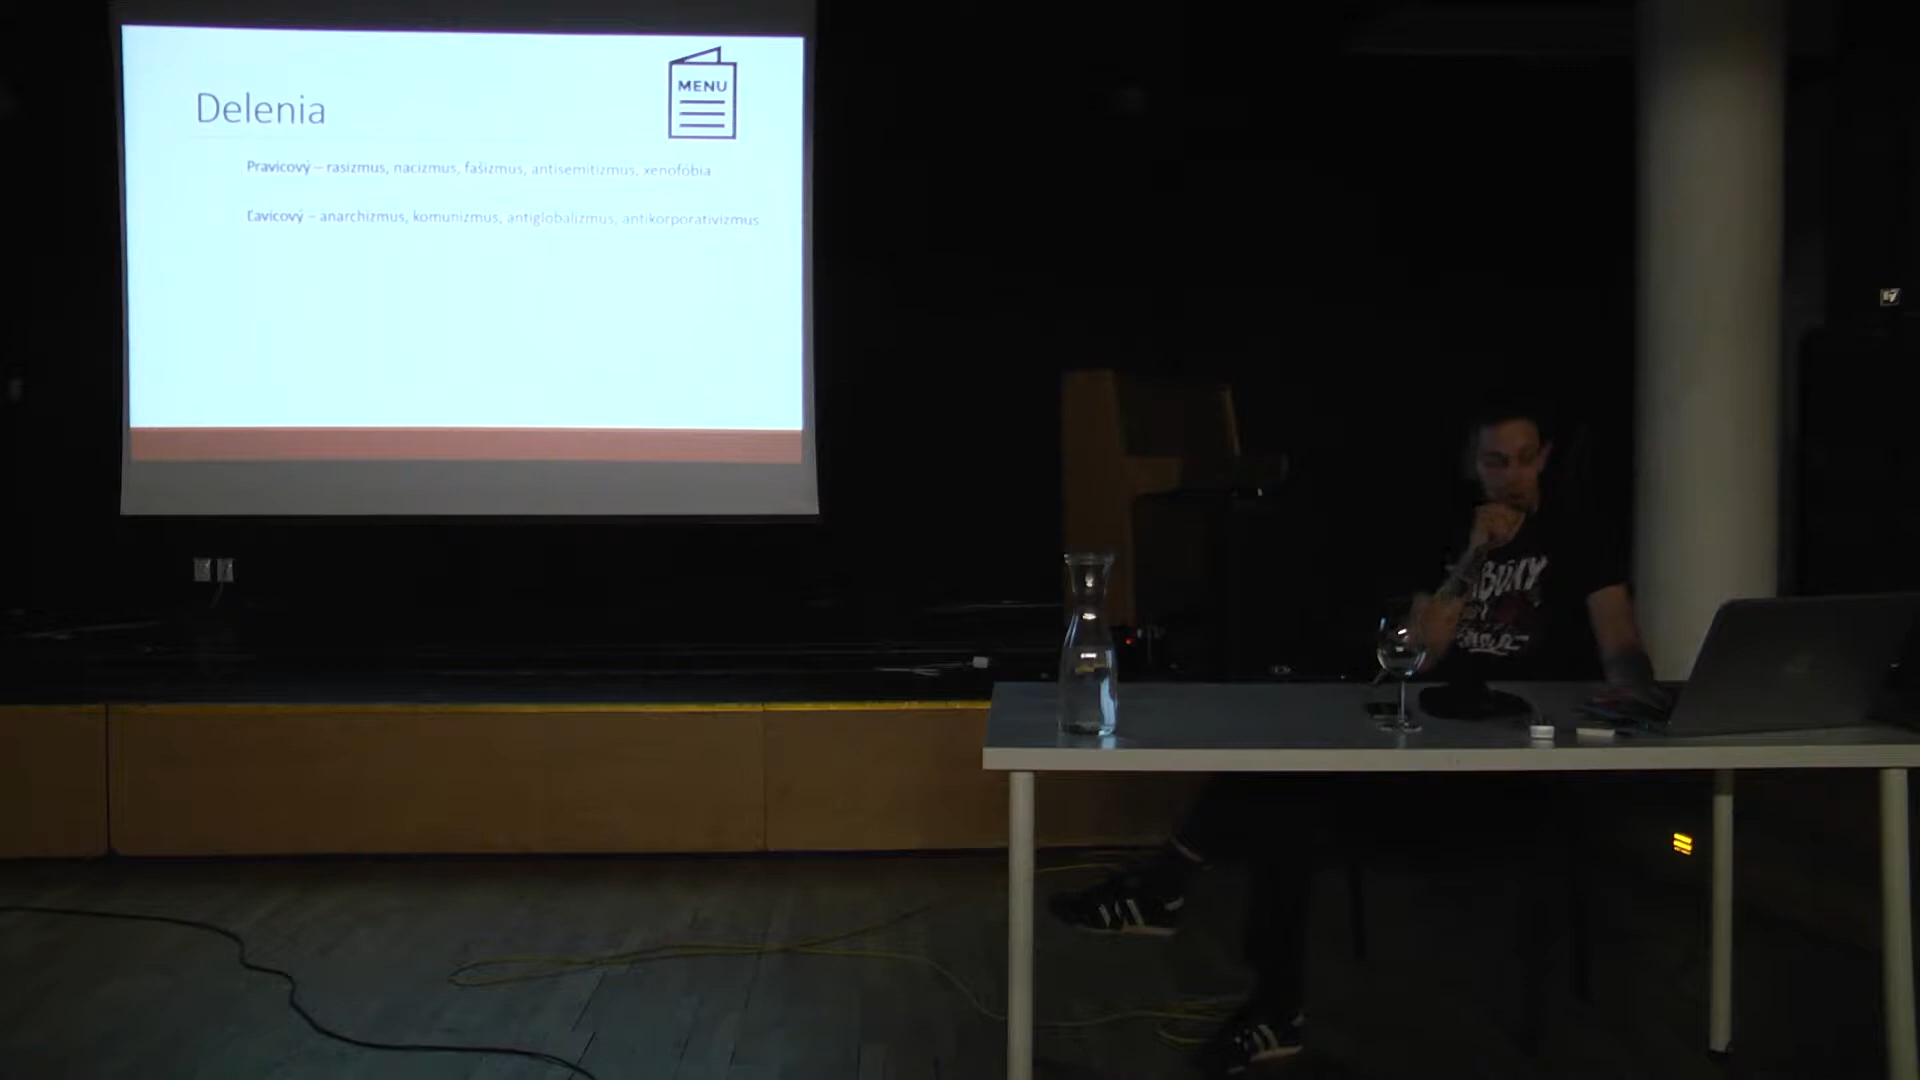 Delenia
MENU
Pravicový – rasizmus, nacizmus, fašizmus, antisemitizmus, xenofóbia
Ľavicový – anarchizmus, komunizmus, antiglobalizmus, antikorporativizmus